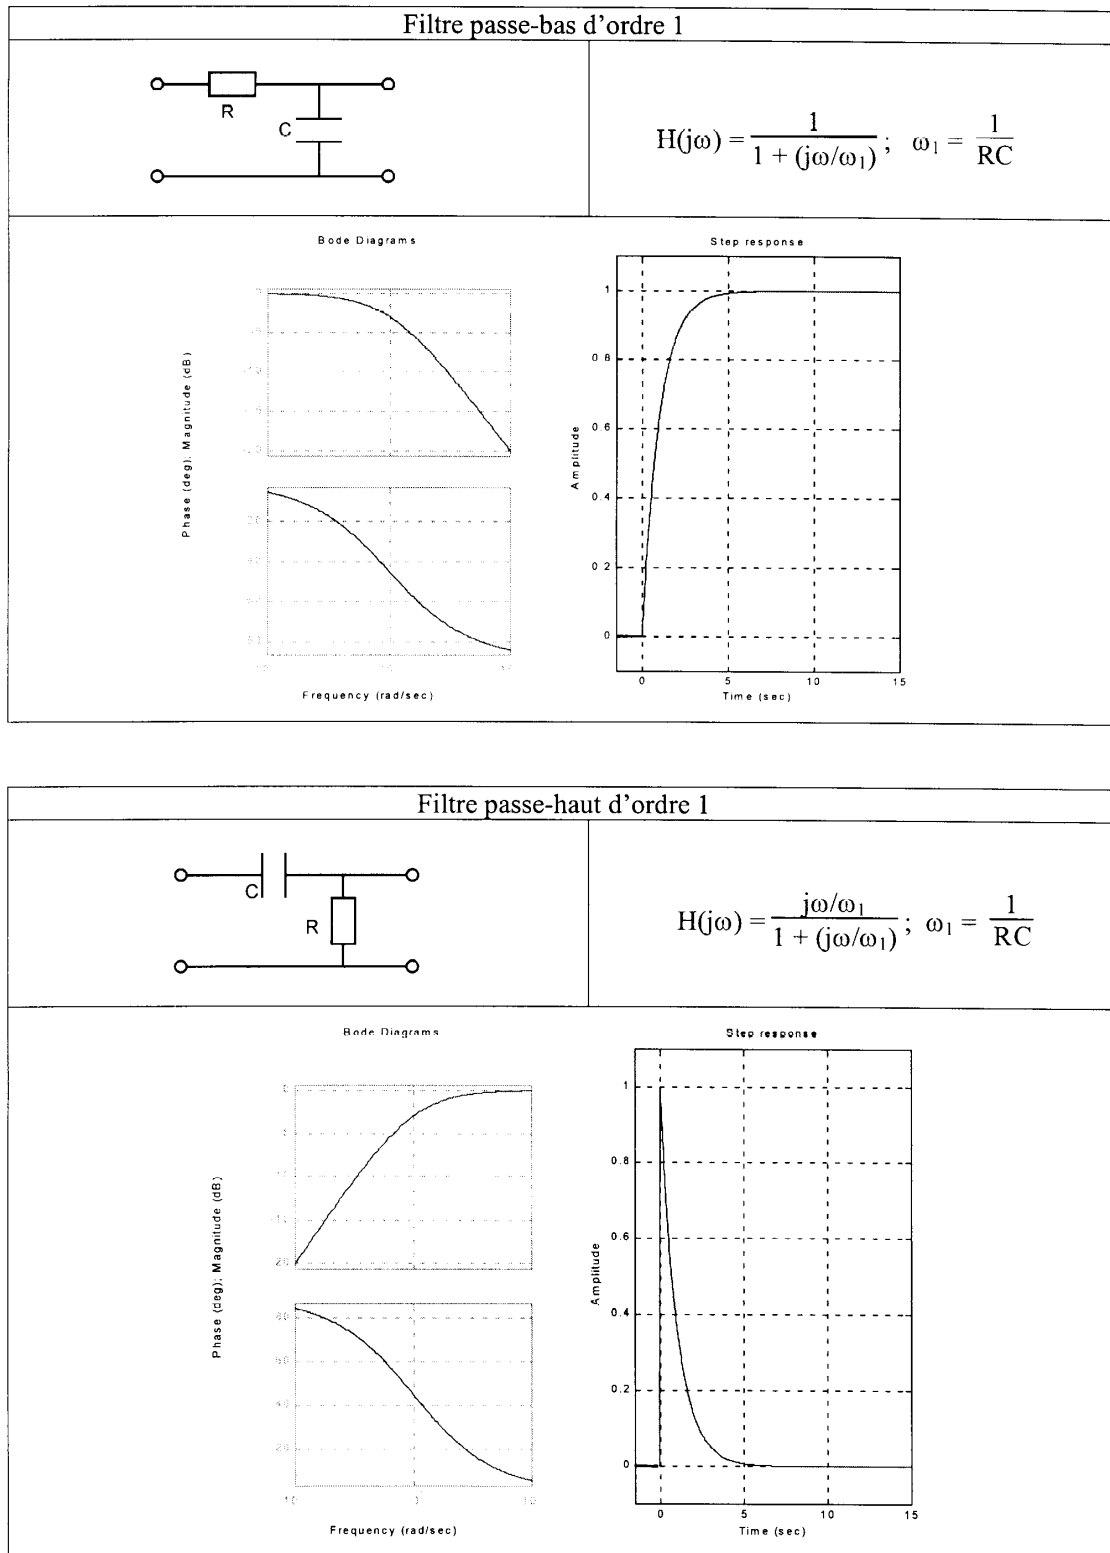 Filtre passe-bas d'ordre 1
R
C
H(jω) = 1 / (1 + (jω/ω₁)) ; ω₁ = 1 / RC
Bode Diagrams
Phase (deg); Magnitude (dB)
Frequency (rad/sec)
Step response
Amplitude
1
0.8
0.6
0.4
0.2
0
0 5 10 15
Time (sec)
Filtre passe-haut d'ordre 1
C
R
H(jω) = jω/ω₁ / (1 + (jω/ω₁)) ; ω₁ = 1 / RC
Bode Diagrams
Phase (deg); Magnitude (dB)
Frequency (rad/sec)
Step response
Amplitude
1
0.8
0.6
0.4
0.2
0
0 5 10 15
Time (sec)